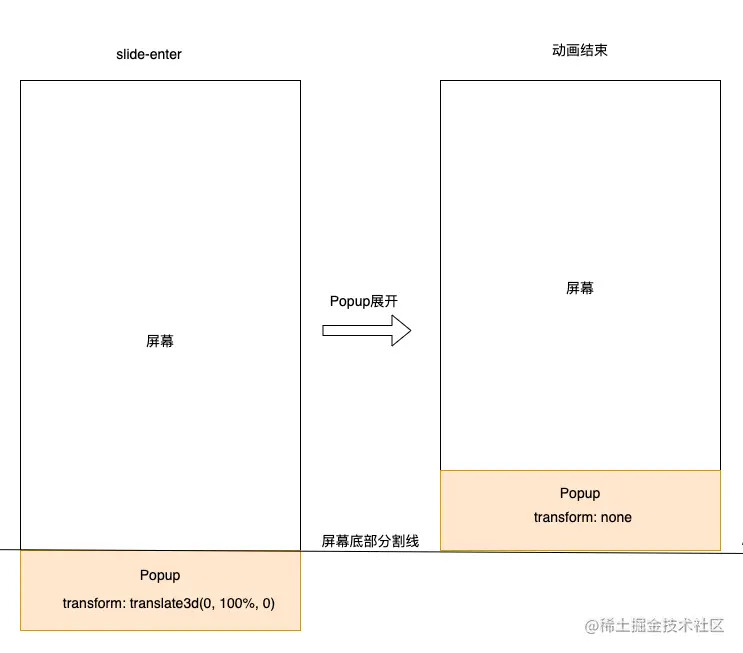 slide-enter
动画结束
屏幕
屏幕
Popup展开
Popup
transform: none
屏幕底部分割线
Popup
transform: translate3d(0, 100%, 0)
@稀土掘金技术社区